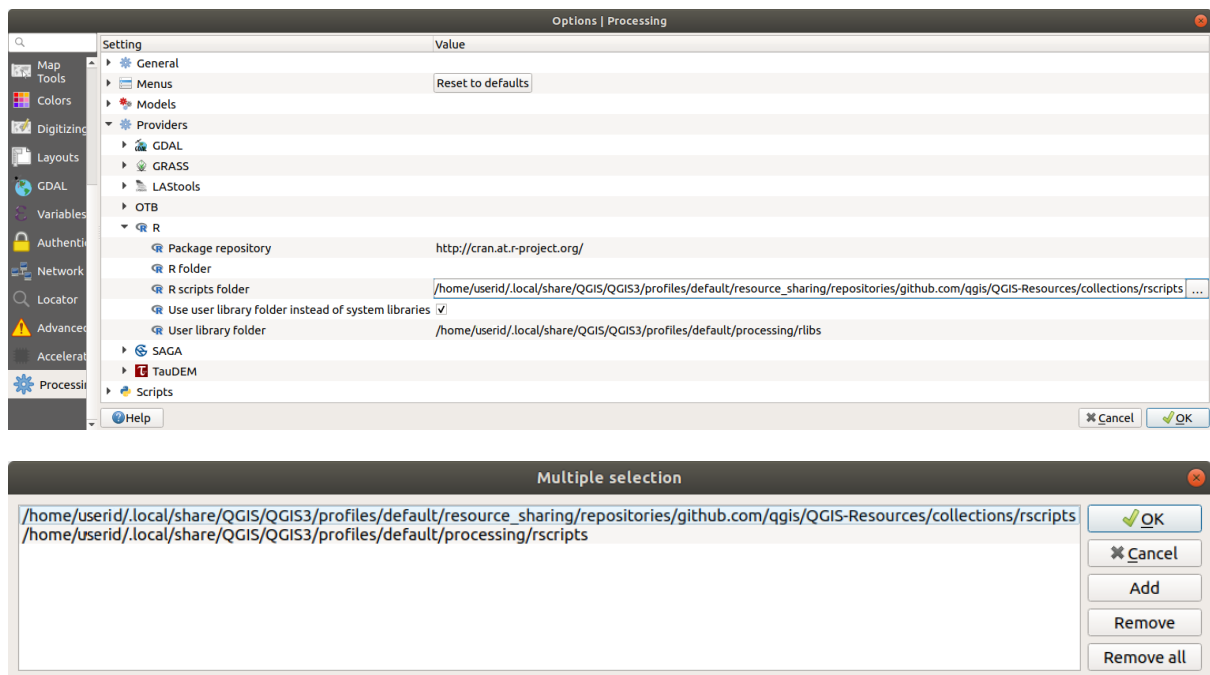 Options | Processing
Setting Value
Map Tools
General
Menus Reset to defaults
Colors
Models
Digitizing
Providers
GDAL
Layouts
GRASS
GDAL
LAStools
OTB
Variables
R
Authenti
Package repository http://cran.at.r-project.org/
Network
R folder
R scripts folder /home/userid/.local/share/QGIS/QGIS3/profiles/default/resource_sharing/repositories/github.com/qgis/QGIS-Resources/collections/rscripts ...
Locator
Use user library folder instead of system libraries
Advanced
User library folder /home/userid/.local/share/QGIS/QGIS3/profiles/default/processing/rlibs
Accelerat
SAGA
TauDEM
Processin
Scripts
Help Cancel OK
Multiple selection
/home/userid/.local/share/QGIS/QGIS3/profiles/default/resource_sharing/repositories/github.com/qgis/QGIS-Resources/collections/rscripts OK
/home/userid/.local/share/QGIS/QGIS3/profiles/default/processing/rscripts
Cancel
Add
Remove
Remove all